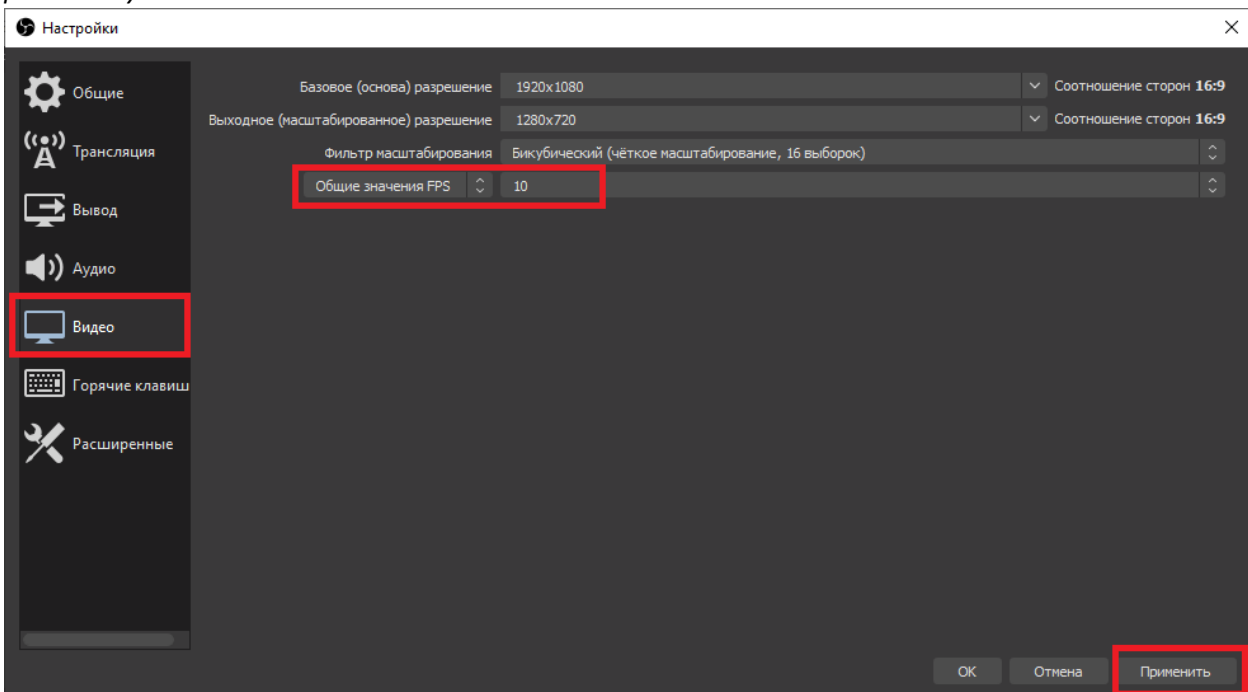 Настройки
Общие
Базовое (основа) разрешение 1920x1080 Соотношение сторон 16:9
Выходное (масштабированное) разрешение 1280x720 Соотношение сторон 16:9
Трансляция
Фильтр масштабирования Бикубический (чёткое масштабирование, 16 выборок)
Общие значения FPS 10
Вывод
Аудио
Видео
Горячие клавиш
Расширенные
OK Отмена Применить